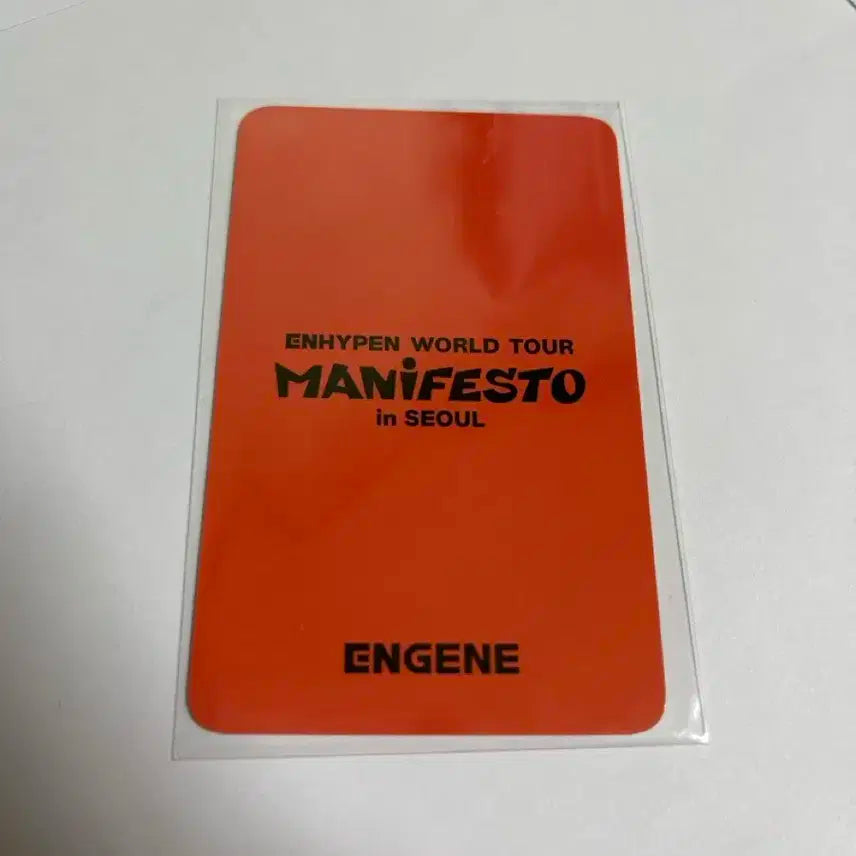 ENHYPEN WORLD TOUR
MANiFESTO
in SEOUL
ENGENE